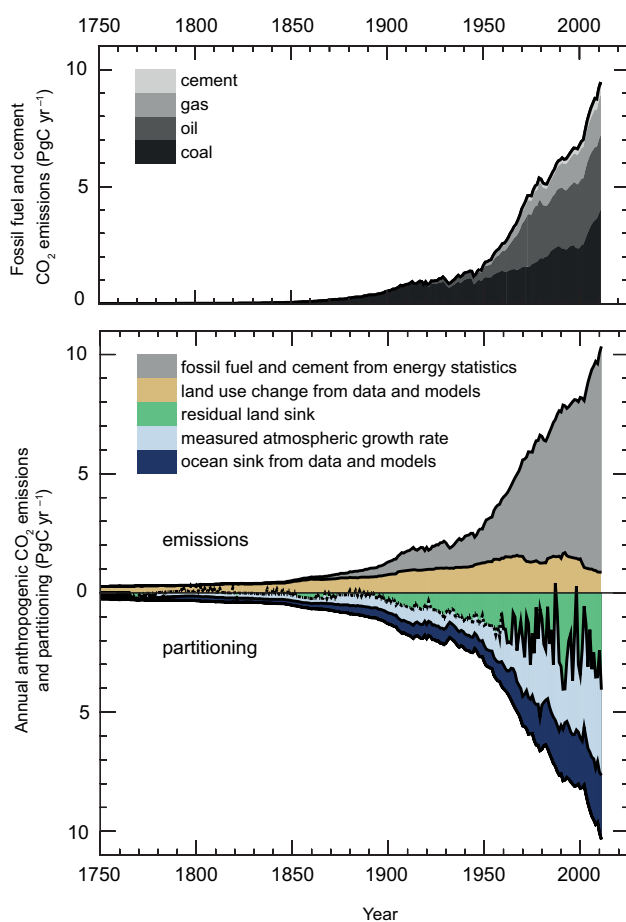 1750 1800 1850 1900 1950 2000
10
5
0
Fossil fuel and cement
CO2 emissions (PgC yr⁻¹)
cement
gas
oil
coal
10
5
0
5
10
Annual anthropogenic CO2 emissions
and partitioning (PgC yr⁻¹)
fossil fuel and cement from energy statistics
land use change from data and models
residual land sink
measured atmospheric growth rate
ocean sink from data and models
emissions
partitioning
1750 1800 1850 1900 1950 2000
Year